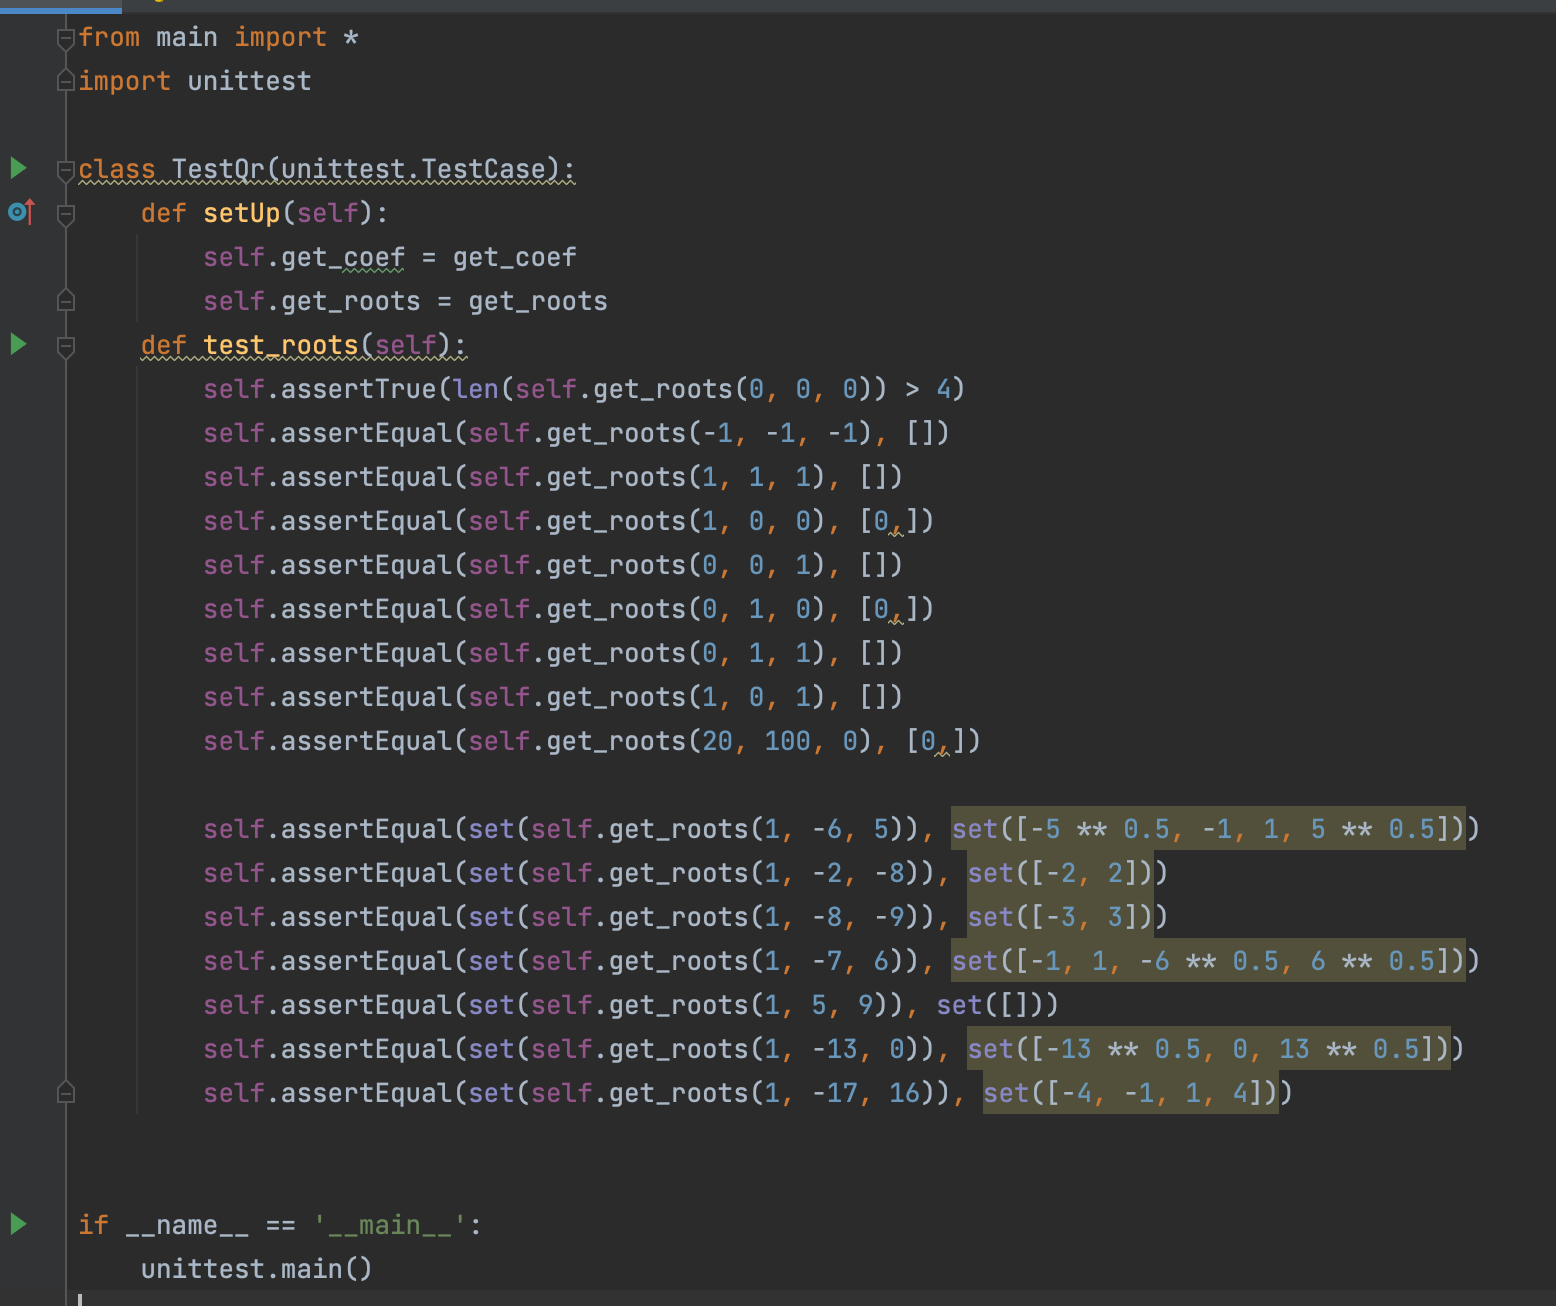 from main import *
import unittest
class TestQr(unittest.TestCase):
def setUp(self):
self.get_coef = get_coef
self.get_roots = get_roots
def test_roots(self):
self.assertTrue(len(self.get_roots(0, 0, 0)) > 4)
self.assertEqual(self.get_roots(-1, -1, -1), [])
self.assertEqual(self.get_roots(1, 1, 1), [])
self.assertEqual(self.get_roots(1, 0, 0), [0,])
self.assertEqual(self.get_roots(0, 0, 1), [])
self.assertEqual(self.get_roots(0, 1, 0), [0,])
self.assertEqual(self.get_roots(0, 1, 1), [])
self.assertEqual(self.get_roots(1, 0, 1), [])
self.assertEqual(self.get_roots(20, 100, 0), [0,])
self.assertEqual(set(self.get_roots(1, -6, 5)), set([-5 ** 0.5, -1, 1, 5 ** 0.5]))
self.assertEqual(set(self.get_roots(1, -2, -8)), set([-2, 2]))
self.assertEqual(set(self.get_roots(1, -8, -9)), set([-3, 3]))
self.assertEqual(set(self.get_roots(1, -7, 6)), set([-1, 1, -6 ** 0.5, 6 ** 0.5]))
self.assertEqual(set(self.get_roots(1, 5, 9)), set([]))
self.assertEqual(set(self.get_roots(1, -13, 0)), set([-13 ** 0.5, 0, 13 ** 0.5]))
self.assertEqual(set(self.get_roots(1, -17, 16)), set([-4, -1, 1, 4]))
if __name__ == '__main__':
unittest.main()